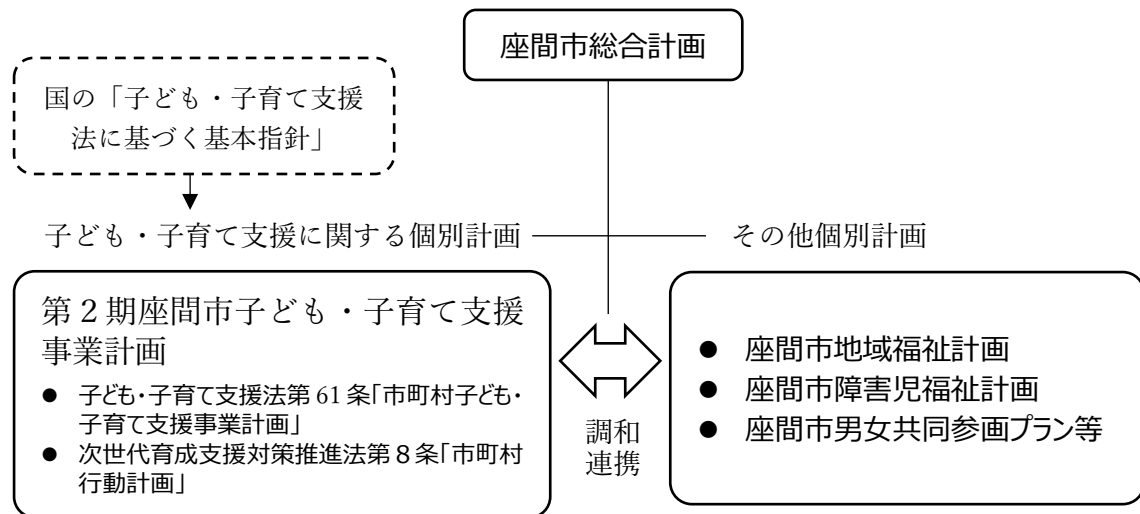 座間市総合計画
国の「子ども・子育て支援
法に基づく基本指針」
子ども・子育て支援に関する個別計画
その他個別計画
第２期座間市子ども・子育て支援
事業計画
● 子ども・子育て支援法第 61 条「市町村子ども・
子育て支援事業計画」
● 次世代育成支援対策推進法第８条「市町村
行動計画」
調和
連携
● 座間市地域福祉計画
● 座間市障害児福祉計画
● 座間市男女共同参画プラン等